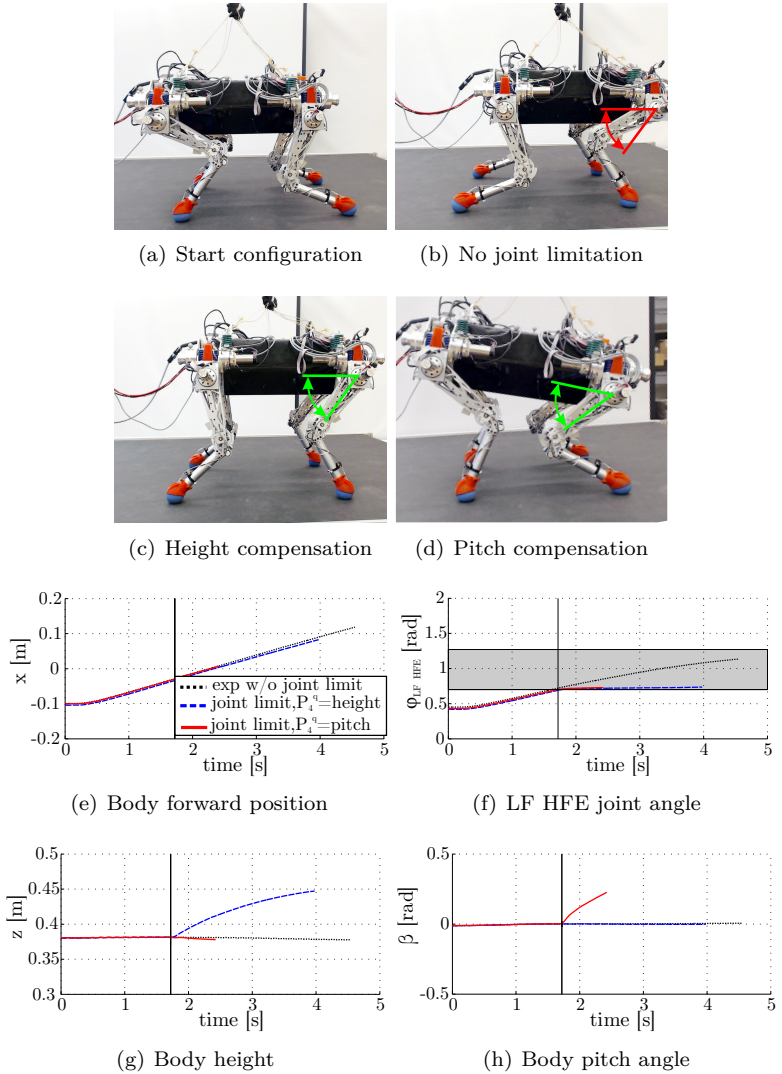 (a) Start configuration
(b) No joint limitation
(c) Height compensation
(d) Pitch compensation
0.2
0.1
0
-0.1
-0.2
x [m]
0 1 2 3 4 5
time [s]
exp w/o joint limit
joint limit,P₄^q=height
joint limit,P₄^q=pitch
(e) Body forward position
2
1.5
1
0.5
0
φLF HFE [rad]
0 1 2 3 4 5
time [s]
(f) LF HFE joint angle
0.5
0.45
0.4
0.35
0.3
z [m]
0 1 2 3 4 5
time [s]
(g) Body height
0.5
0
-0.5
β [rad]
0 1 2 3 4 5
time [s]
(h) Body pitch angle